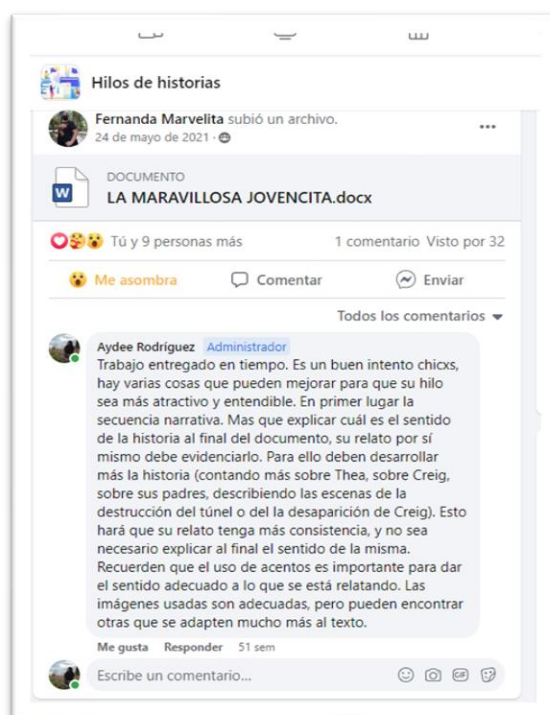 Hilos de historias
Fernanda Marvelita subió un archivo.
24 de mayo de 2021 ·
DOCUMENTO
W
LA MARAVILLOSA JOVENCITA.docx
Tú y 9 personas más 1 comentario Visto por 32
Me asombra Comentar Enviar
Todos los comentarios
Aydee Rodríguez Administrador
Trabajo entregado en tiempo. Es un buen intento chicxs,
hay varias cosas que pueden mejorar para que su hilo
sea más atractivo y entendible. En primer lugar la
secuencia narrativa. Mas que explicar cuál es el sentido
de la historia al final del documento, su relato por sí
mismo debe evidenciarlo. Para ello deben desarrollar
más la historia (contando más sobre Thea, sobre Creig,
sobre sus padres, describiendo las escenas de la
destrucción del túnel o del la desaparición de Creig). Esto
hará que su relato tenga más consistencia, y no sea
necesario explicar al final el sentido de la misma.
Recuerden que el uso de acentos es importante para dar
el sentido adecuado a lo que se está relatando. Las
imágenes usadas son adecuadas, pero pueden encontrar
otras que se adapten mucho más al texto.
Me gusta Responder 51 sem
Escribe un comentario... GIF